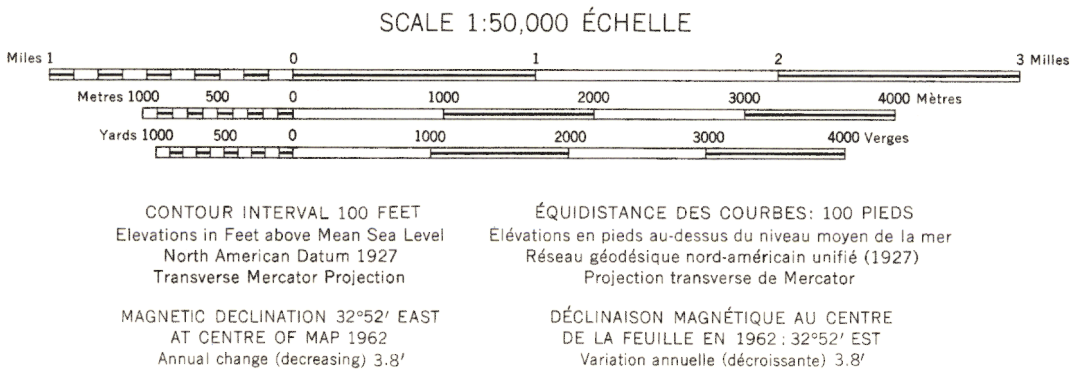 SCALE 1:50,000 ÉCHELLE
Miles 1 0 1 2 3 Milles
Metres 1000 500 0 1000 2000 3000 4000 Mètres
Yards 1000 500 0 1000 2000 3000 4000 Verges
CONTOUR INTERVAL 100 FEET
Elevations in Feet above Mean Sea Level
North American Datum 1927
Transverse Mercator Projection
ÉQUIDISTANCE DES COURBES: 100 PIEDS
Elévations en pieds au-dessus du niveau moyen de la mer
Réseau géodésique nord-américain unifié (1927)
Projection transverse de Mercator
MAGNETIC DECLINATION 32°52′ EAST
AT CENTRE OF MAP 1962
Annual change (decreasing) 3.8′
DÉCLINAISON MAGNÉTIQUE AU CENTRE
DE LA FEUILLE EN 1962 : 32°52′ EST
Variation annuelle (décroissante) 3.8′